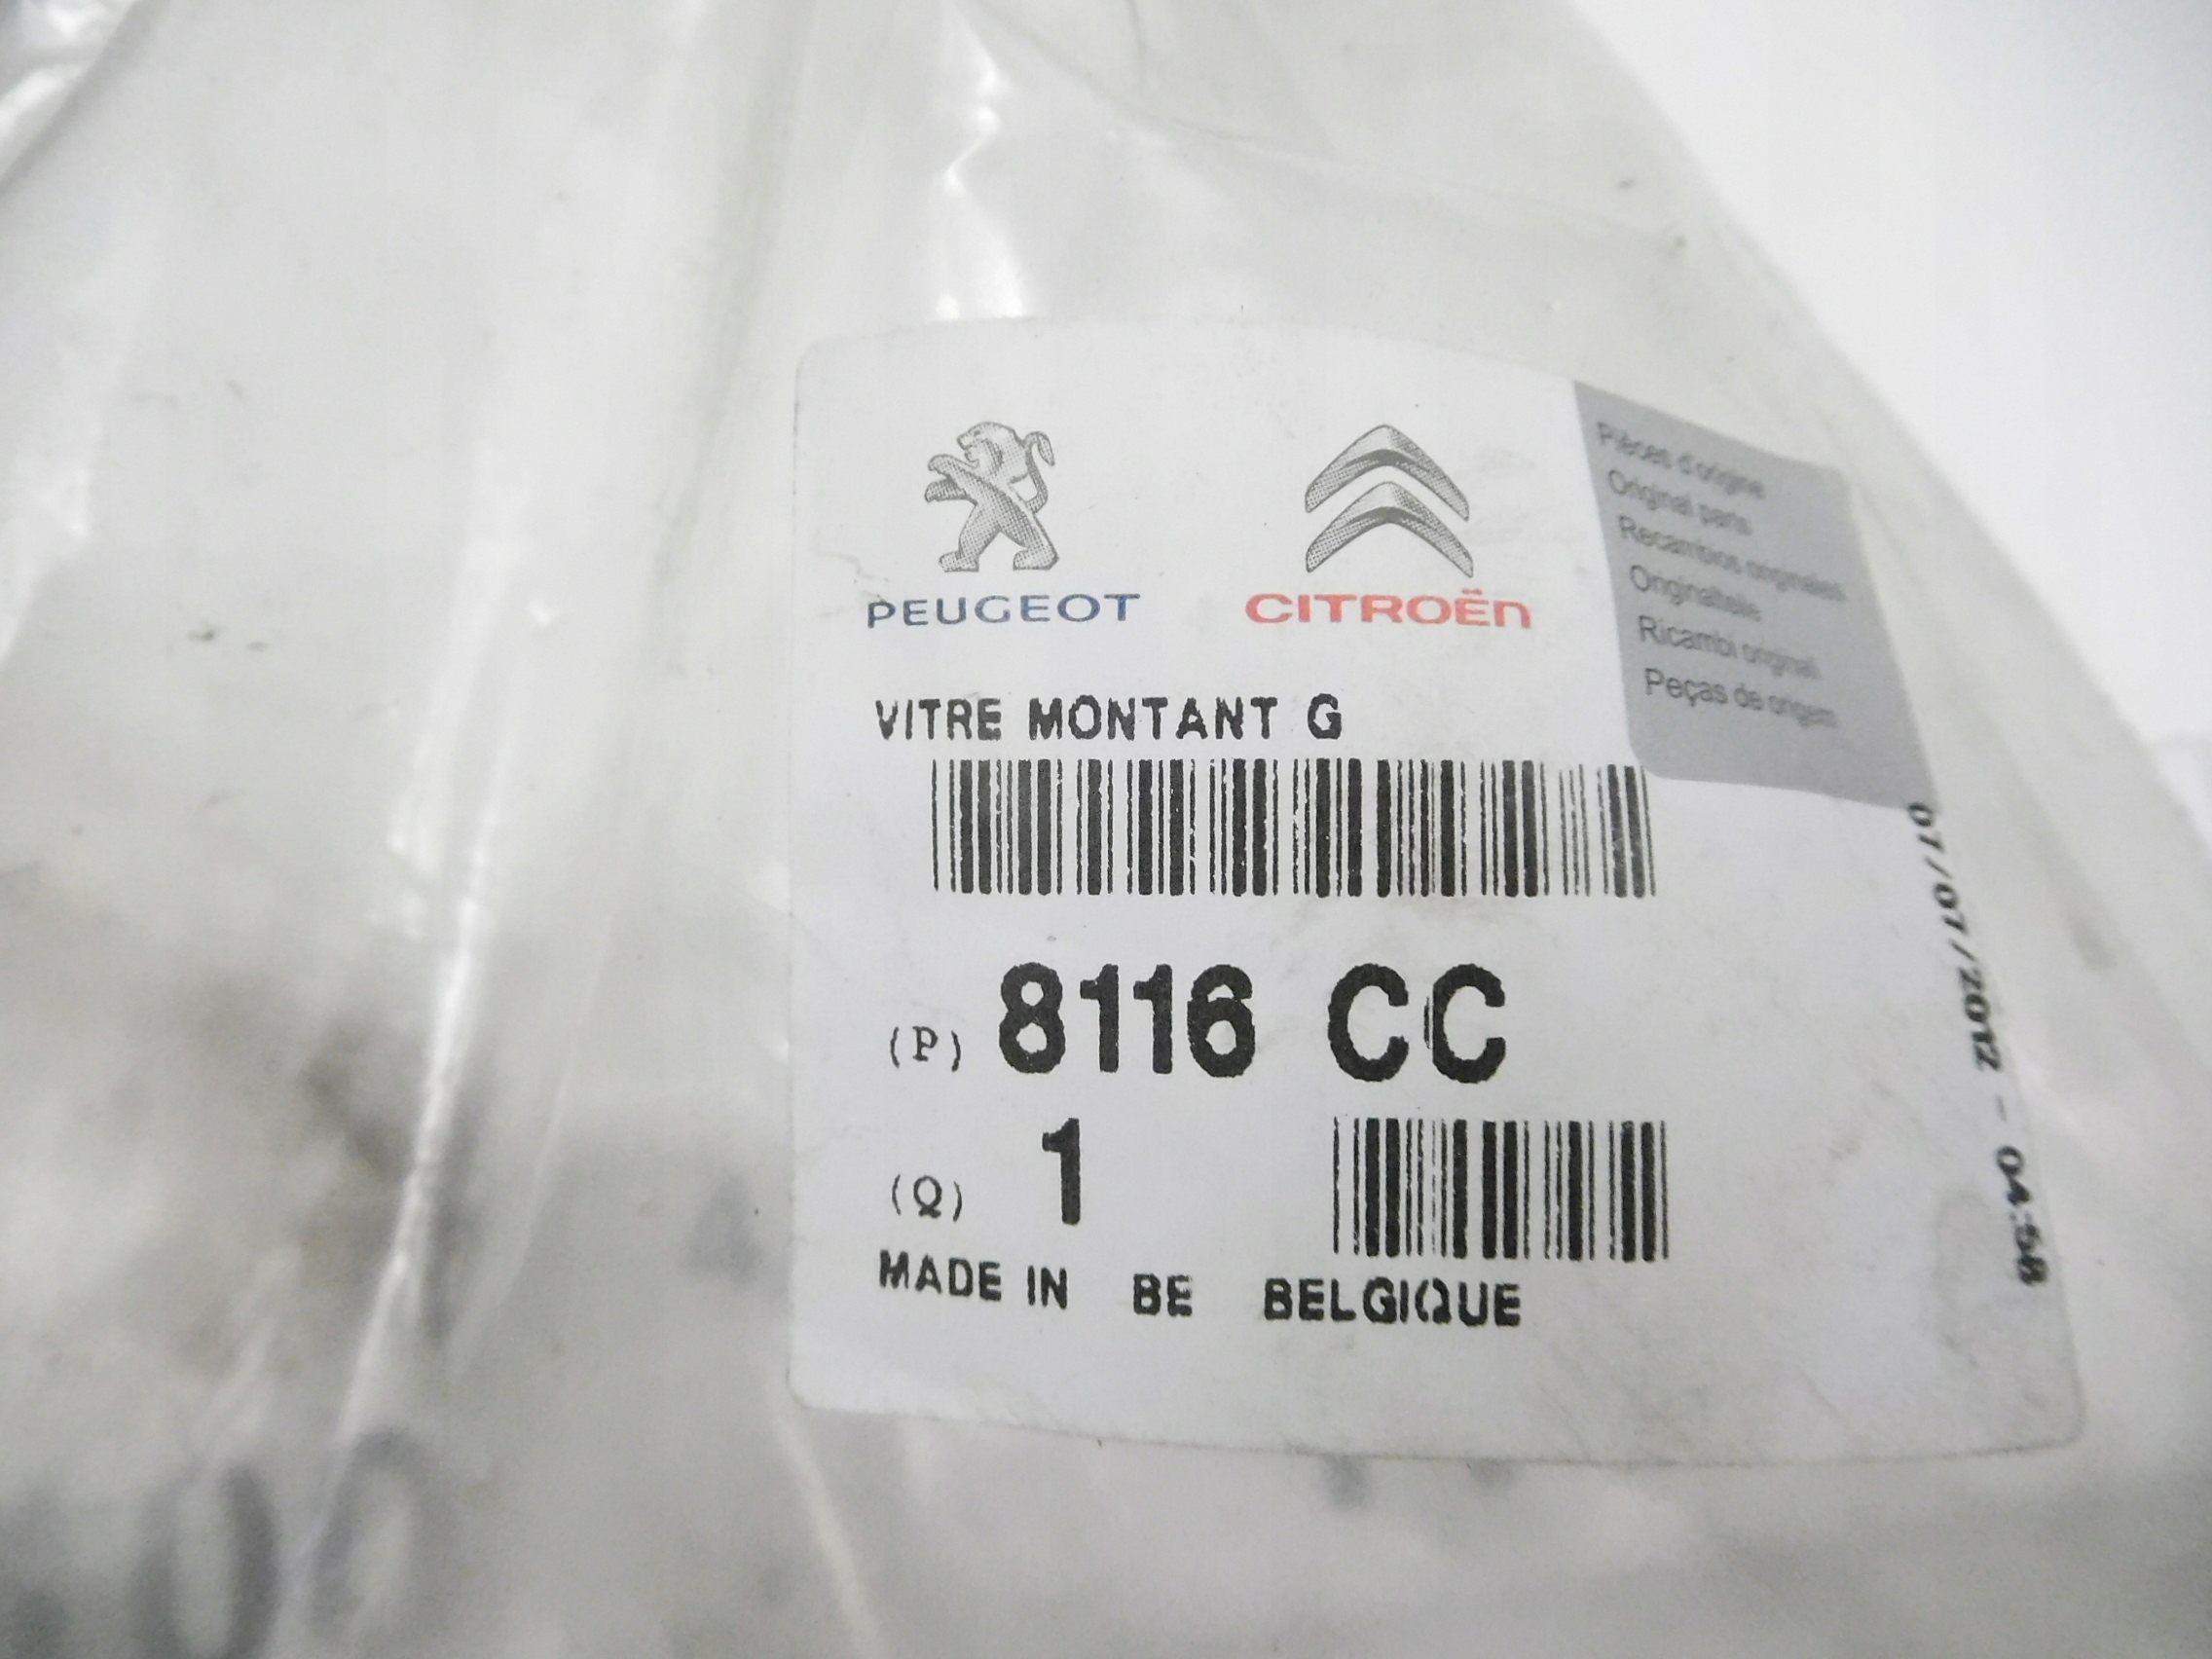 PEUGEOT
CITROËN
Pièces d'origine
Original parts
Recambios originales
Originalteile
Ricambi originali
Peças de origem
VITRE MONTANT G
(P) 8116 CC
(Q) 1
MADE IN BE BELGIQUE
07/07/2012 - 04:58